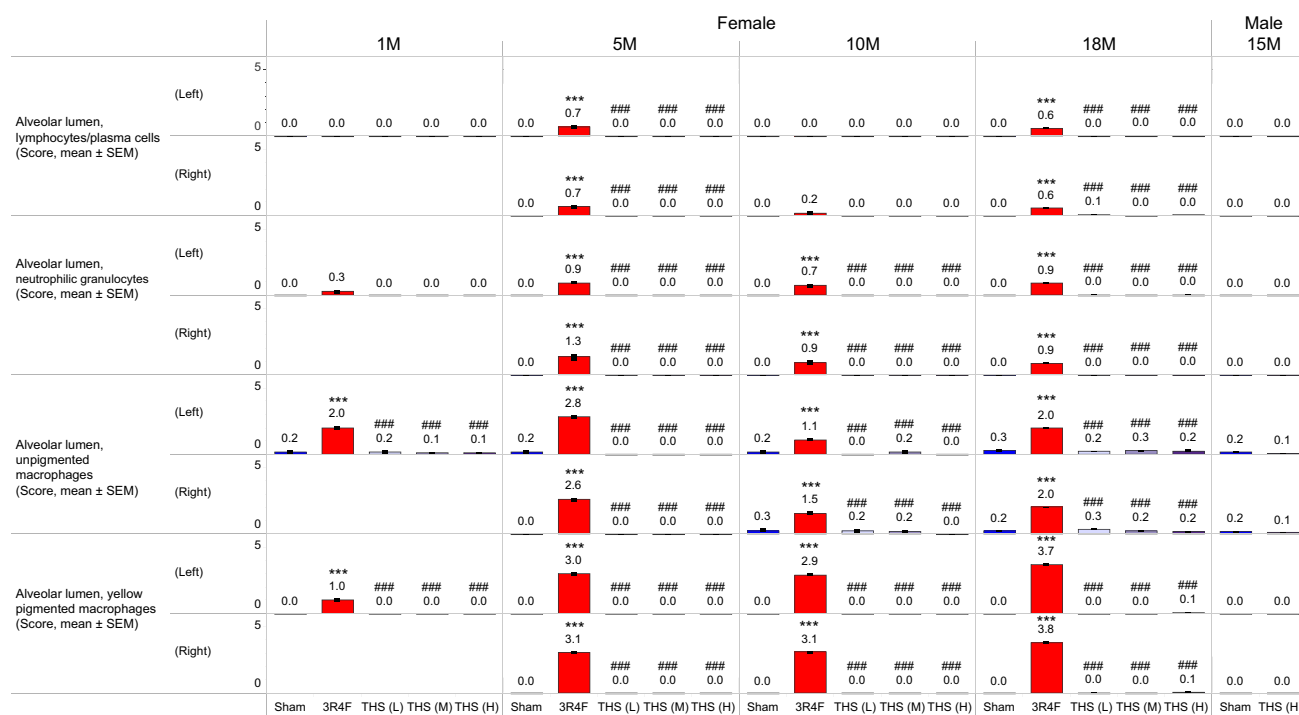 Female Male
1M 5M 10M 18M 15M
5
(Left)
*** ***
0.7 ### ### ### 0.6 ### ### ###
Alveolar lumen,
lymphocytes/plasma cells
(Score, mean ± SEM)
0 0.0 0.0 0.0 0.0 0.0 0.0 0.0 0.0 0.0 0.0 0.0 0.0 0.0 0.0 0.0 0.0 0.0 0.0 0.0 0.0
5
(Right)
*** ***
0.7 ### ### ### 0.6 ### ### ###
0 0.0 0.0 0.0 0.0 0.0 0.2 0.0 0.0 0.0 0.0 0.1 0.0 0.0 0.0 0.0
5
(Left)
*** *** ***
0.9 ### ### ### 0.7 ### ### ### 0.9 ### ### ###
Alveolar lumen,
neutrophilic granulocytes
(Score, mean ± SEM)
0 0.0 0.3 0.0 0.0 0.0 0.0 0.0 0.0 0.0 0.0 0.0 0.0 0.0 0.0 0.0 0.0 0.0 0.0 0.0
5
(Right)
*** *** ***
1.3 ### ### ### 0.9 ### ### ### 0.9 ### ### ###
0 0.0 0.0 0.0 0.0 0.0 0.0 0.0 0.0 0.0 0.0 0.0 0.0 0.0 0.0
5
(Left)
*** *** *** ***
2.0 2.8 1.1 2.0
### ### ### ### ### ### ### ### ### ### ### ###
Alveolar lumen,
unpigmented
macrophages
(Score, mean ± SEM)
0 0.2 0.2 0.1 0.1 0.2 0.0 0.0 0.0 0.2 0.0 0.2 0.0 0.3 0.2 0.3 0.2 0.2 0.1
5
(Right)
*** *** ***
2.6 1.5 2.0
### ### ### ### ### ### ### ### ###
0 0.0 0.0 0.0 0.0 0.3 0.2 0.2 0.0 0.2 0.3 0.2 0.2 0.2 0.1
5
(Left)
*** *** *** ***
1.0 3.0 2.9 3.7
### ### ### ### ### ### ### ### ### ### ### ###
Alveolar lumen, yellow
pigmented macrophages
(Score, mean ± SEM)
0 0.0 0.0 0.0 0.0 0.0 0.0 0.0 0.0 0.0 0.0 0.0 0.0 0.0 0.0 0.0 0.1 0.0 0.0
5
(Right)
*** *** ***
3.1 3.1 3.8
### ### ### ### ### ### ### ### ###
0 0.0 0.0 0.0 0.0 0.0 0.0 0.0 0.0 0.0 0.0 0.0 0.1 0.0 0.0
Sham 3R4F THS (L) THS (M) THS (H) Sham 3R4F THS (L) THS (M) THS (H) Sham 3R4F THS (L) THS (M) THS (H) Sham 3R4F THS (L) THS (M) THS (H) Sham THS (H